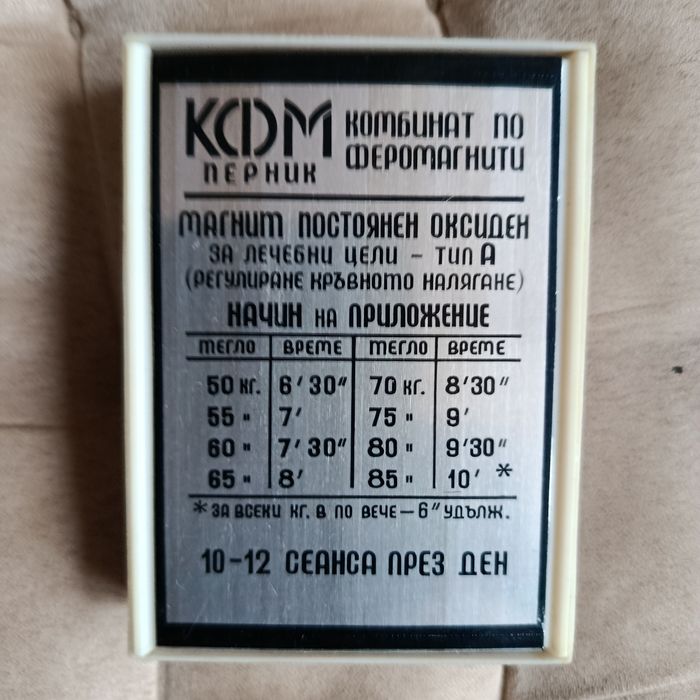 КФМ КОМБИНАТ ПО
ПЕРНИК ФЕРОМАГНИТИ
МАГНИТ ПОСТОЯНЕН ОКСИДЕН
ЗА ЛЕЧЕБНИ ЦЕЛИ – ТИП А
(РЕГУЛИРАНЕ КРЪВНОТО НАЛЯГАНЕ)
НАЧИН НА ПРИЛОЖЕНИЕ
ТЕГЛО ВРЕМЕ ТЕГЛО ВРЕМЕ
50 КГ. 6' 30" 70 КГ. 8'30"
55 " 7' 75 " 9'
60 " 7' 30" 80 " 9'30"
65 " 8' 85 " 10' *
* ЗА ВСЕКИ КГ. В ПО ВЕЧЕ – 6" УДЪЛЖ.
10-12 СЕАНСА ПРЕЗ ДЕН